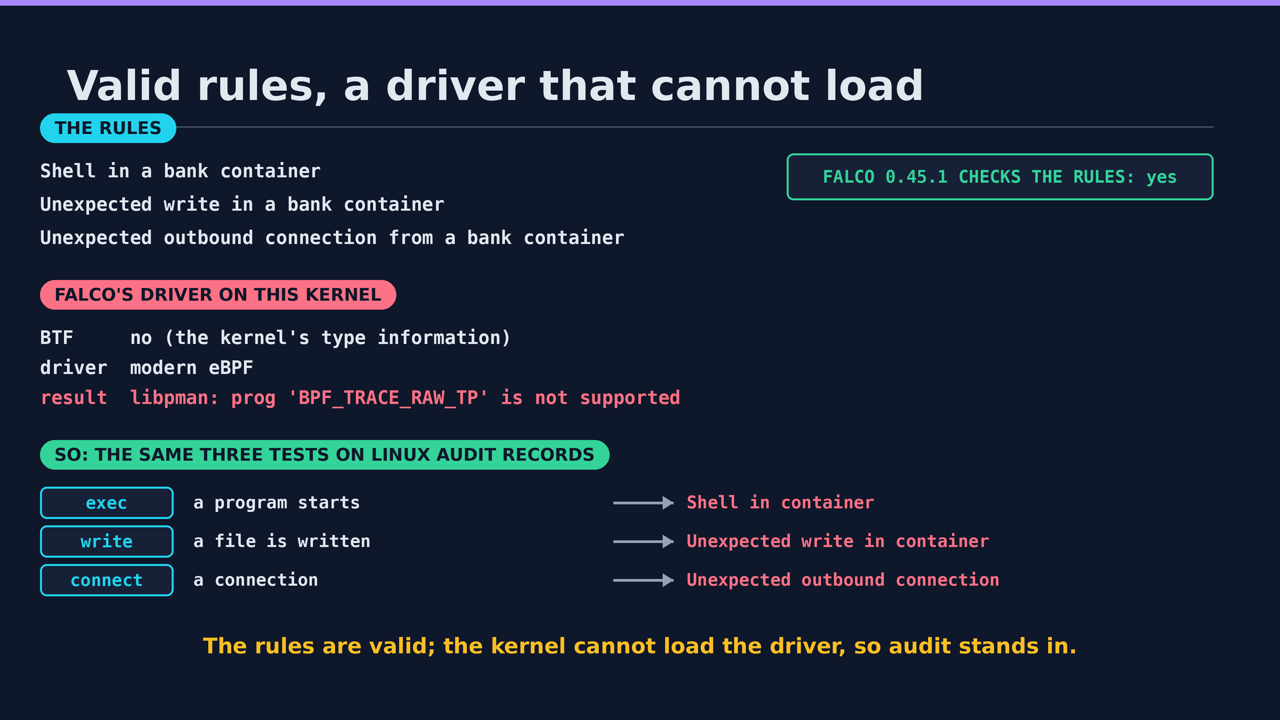 Valid rules, a driver that cannot load
THE RULES
Shell in a bank container
Unexpected write in a bank container
Unexpected outbound connection from a bank container
FALCO 0.45.1 CHECKS THE RULES: yes
FALCO'S DRIVER ON THIS KERNEL
BTF no (the kernel's type information)
driver modern eBPF
result libpman: prog 'BPF_TRACE_RAW_TP' is not supported
SO: THE SAME THREE TESTS ON LINUX AUDIT RECORDS
exec a program starts Shell in container
write a file is written Unexpected write in container
connect a connection Unexpected outbound connection
The rules are valid; the kernel cannot load the driver, so audit stands in.